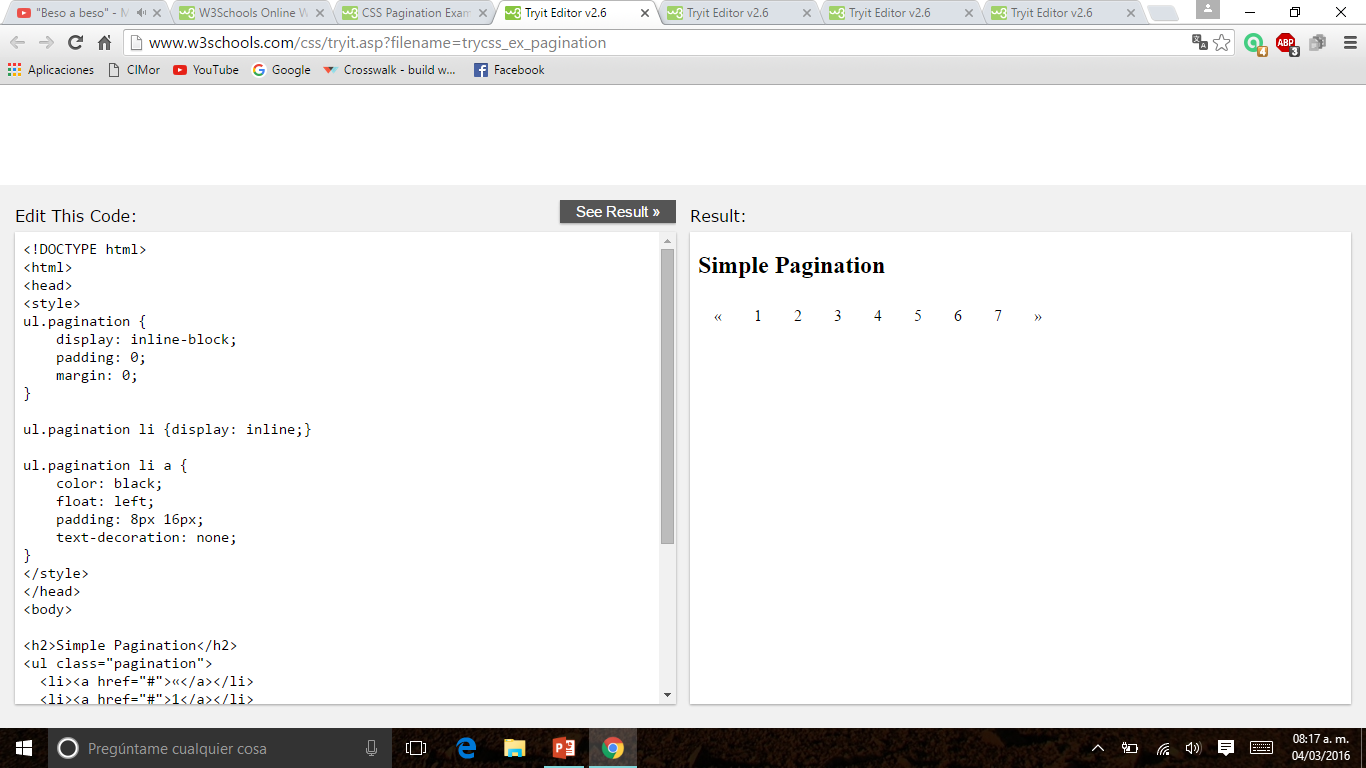 "Beso a beso" - M
W3Schools Online W
CSS Pagination Exam
Tryit Editor v2.6
Tryit Editor v2.6
Tryit Editor v2.6
Tryit Editor v2.6
www.w3schools.com/css/tryit.asp?filename=trycss_ex_pagination
4
ABP
3
Aplicaciones
CIMor
YouTube
Google
Crosswalk - build w...
Facebook
Edit This Code:
See Result »
Result:
<!DOCTYPE html>
<html>
<head>
<style>
ul.pagination {
    display: inline-block;
    padding: 0;
    margin: 0;
}
ul.pagination li {display: inline;}
ul.pagination li a {
    color: black;
    float: left;
    padding: 8px 16px;
    text-decoration: none;
}
</style>
</head>
<body>
<h2>Simple Pagination</h2>
<ul class="pagination">
  <li><a href="#">«</a></li>
  <li><a href="#">1</a></li>
Simple Pagination
« 1 2 3 4 5 6 7 »
Pregúntame cualquier cosa
08:17 a. m.
04/03/2016